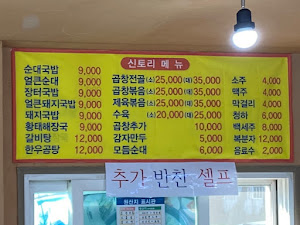 신토리 메뉴
순대국밥 9,000
얼큰순대 9,000
장터국밥 9,000
얼큰돼지국밥 9,000
돼지국밥 9,000
황태해장국 9,000
갈비탕 12,000
한우곰탕 12,000
곱창전골 (소)25,000 (대)35,000
곱창볶음 (소)25,000 (대)35,000
제육볶음 (소)25,000 (대)35,000
수육 (소)20,000 (대)25,000
곱창추가 10,000
감자만두 5,000
모듬순대 6,000
소주 4,000
맥주 4,000
막걸리 4,000
청하 6,000
백세주 8,000
복분자 12,000
음료수 2,000
추가 반찬 셀프
원산지 표시판